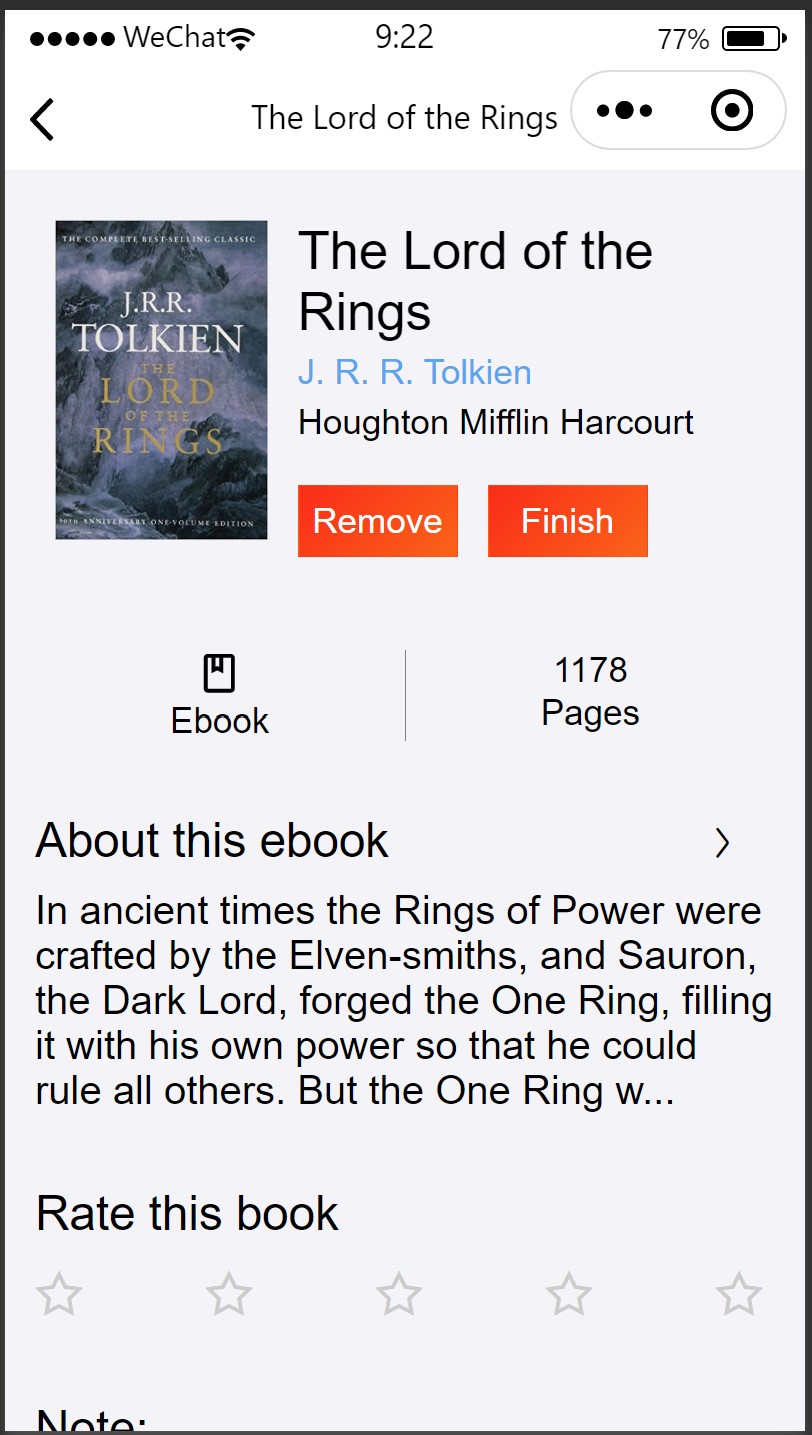 WeChat 9:22 77%
The Lord of the Rings
THE COMPLETE BEST-SELLING CLASSIC
J.R.R.
TOLKIEN
THE
LORD
OF THE
RINGS
50TH ANNIVERSARY ONE-VOLUME EDITION
The Lord of the
Rings
J. R. R. Tolkien
Houghton Mifflin Harcourt
Remove Finish
Ebook
1178
Pages
About this ebook
In ancient times the Rings of Power were
crafted by the Elven-smiths, and Sauron,
the Dark Lord, forged the One Ring, filling
it with his own power so that he could
rule all others. But the One Ring w...
Rate this book
Note: